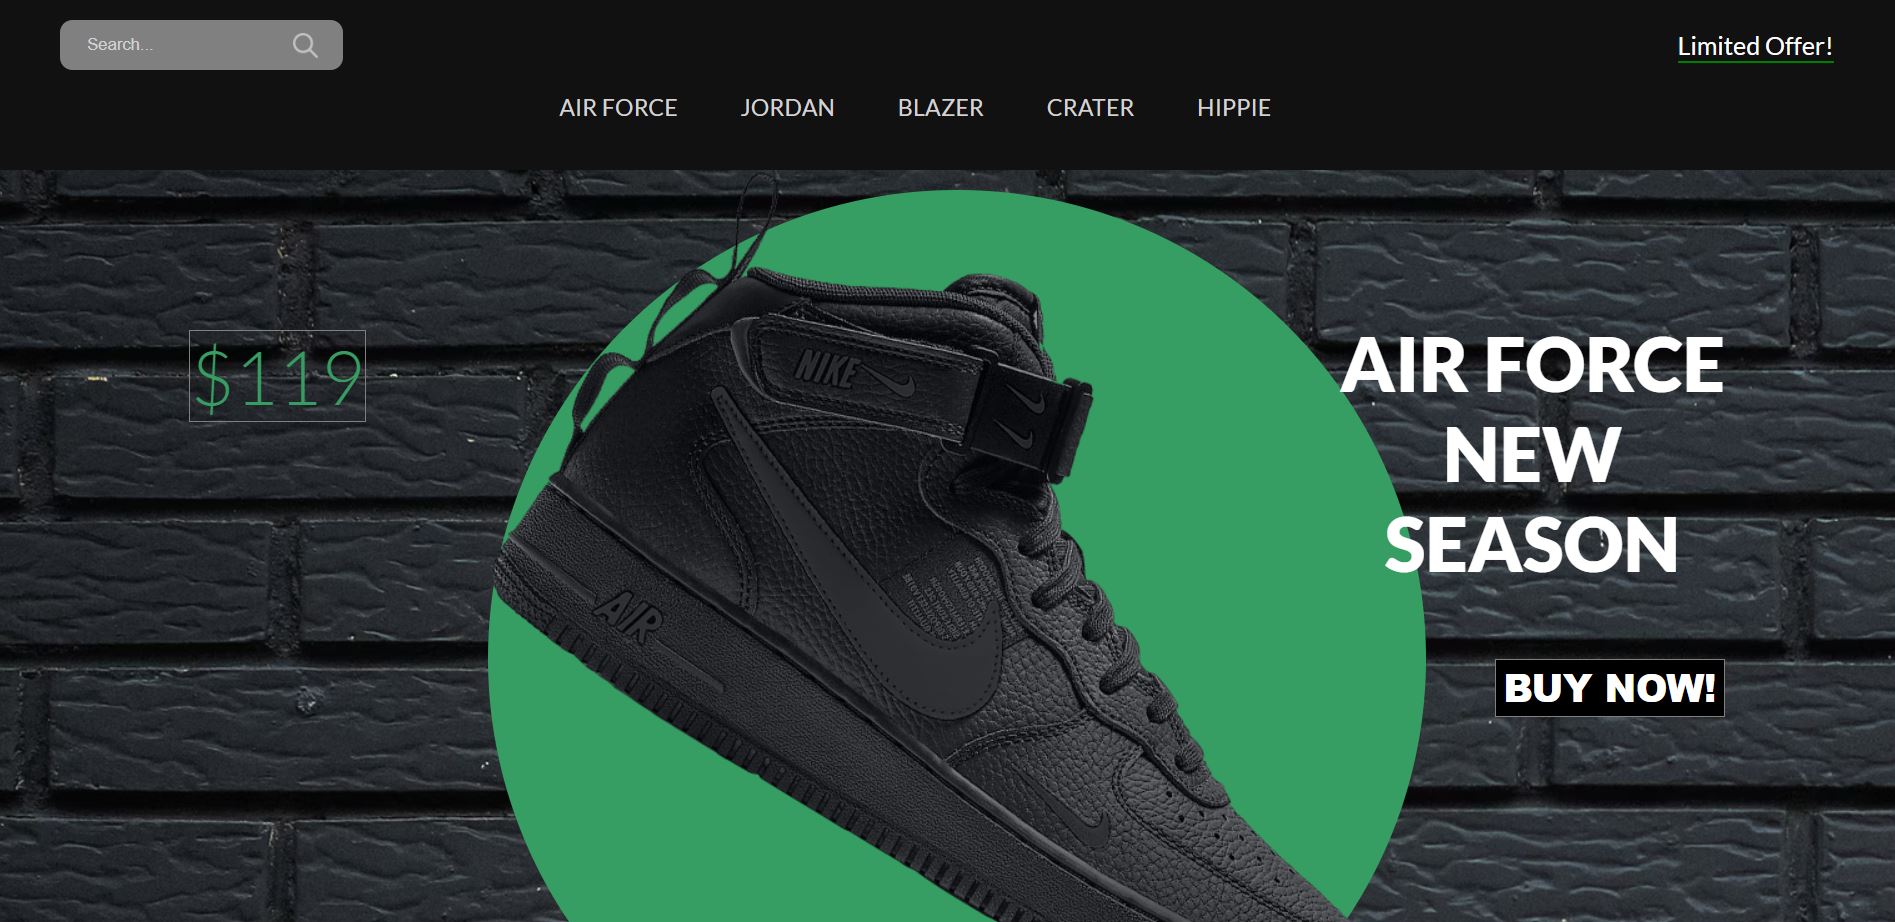 Search...
Limited Offer!
AIR FORCE
JORDAN
BLAZER
CRATER
HIPPIE
$119
NIKE
AIR
AIR FORCE
NEW
SEASON
BUY NOW!